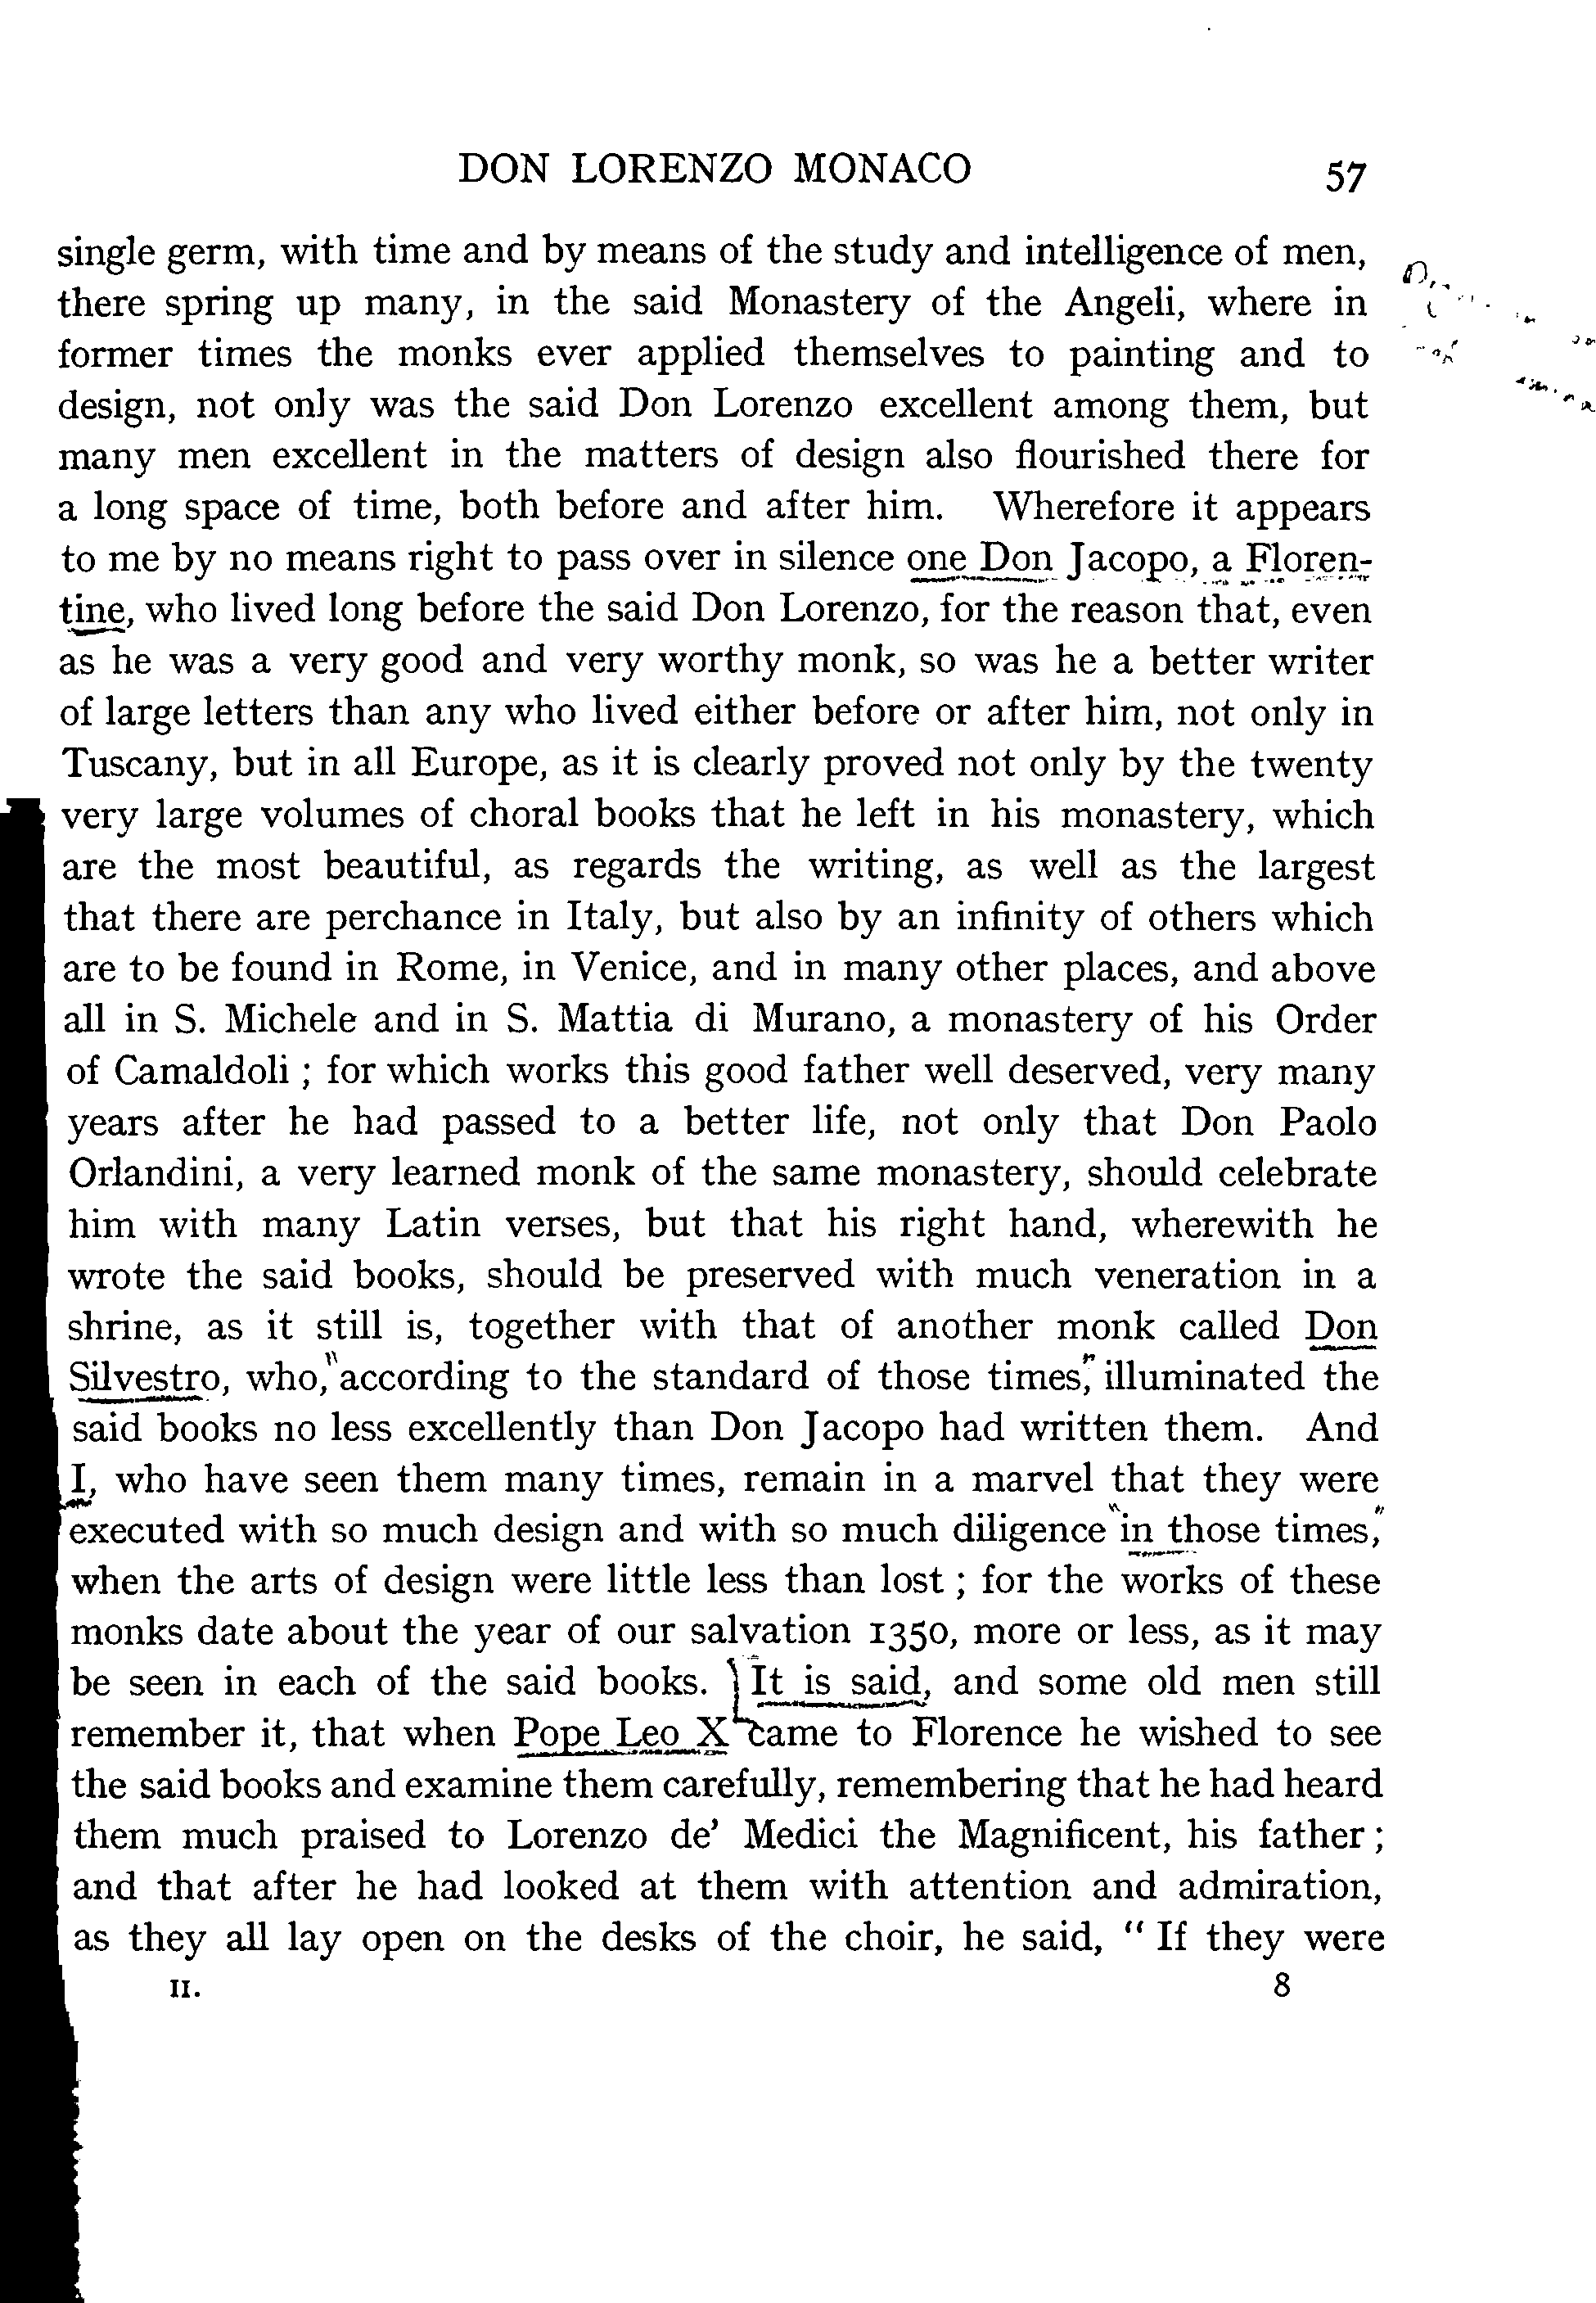 DON LORENZO MONACO 57
single germ, with time and by means of the study and intelligence of men,
there spring up many, in the said Monastery of the Angeli, where in
former times the monks ever applied themselves to painting and to
design, not only was the said Don Lorenzo excellent among them, but
many men excellent in the matters of design also flourished there for
a long space of time, both before and after him. Wherefore it appears
to me by no means right to pass over in silence one Don Jacopo, a Floren-
tine, who lived long before the said Don Lorenzo, for the reason that, even
as he was a very good and very worthy monk, so was he a better writer
of large letters than any who lived either before or after him, not only in
Tuscany, but in all Europe, as it is clearly proved not only by the twenty
very large volumes of choral books that he left in his monastery, which
are the most beautiful, as regards the writing, as well as the largest
that there are perchance in Italy, but also by an infinity of others which
are to be found in Rome, in Venice, and in many other places, and above
all in S. Michele and in S. Mattia di Murano, a monastery of his Order
of Camaldoli ; for which works this good father well deserved, very many
years after he had passed to a better life, not only that Don Paolo
Orlandini, a very learned monk of the same monastery, should celebrate
him with many Latin verses, but that his right hand, wherewith he
wrote the said books, should be preserved with much veneration in a
shrine, as it still is, together with that of another monk called Don
Silvestro, who, "according to the standard of those times," illuminated the
said books no less excellently than Don Jacopo had written them. And
I, who have seen them many times, remain in a marvel that they were
executed with so much design and with so much diligence "in those times,"
when the arts of design were little less than lost ; for the works of these
monks date about the year of our salvation 1350, more or less, as it may
be seen in each of the said books. It is said, and some old men still
remember it, that when Pope Leo X came to Florence he wished to see
the said books and examine them carefully, remembering that he had heard
them much praised to Lorenzo de' Medici the Magnificent, his father ;
and that after he had looked at them with attention and admiration,
as they all lay open on the desks of the choir, he said, " If they were
II. 8